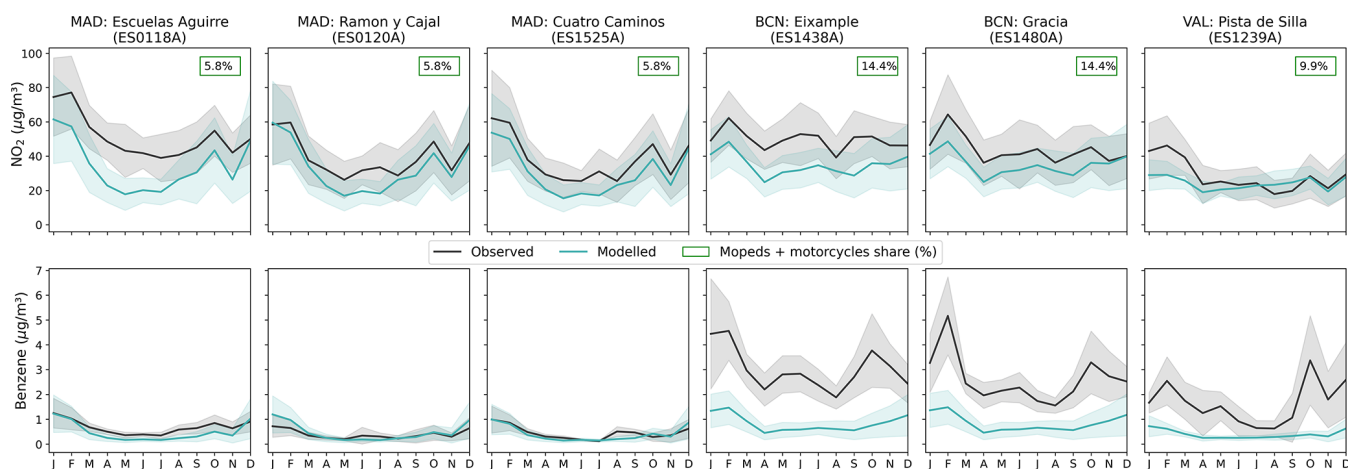 MAD: Escuelas Aguirre
(ES0118A)
MAD: Ramon y Cajal
(ES0120A)
MAD: Cuatro Caminos
(ES1525A)
BCN: Eixample
(ES1438A)
BCN: Gracia
(ES1480A)
VAL: Pista de Silla
(ES1239A)
NO₂ (μg/m³)
100
80
60
40
20
0
5.8%
5.8%
5.8%
14.4%
14.4%
9.9%
Observed Modelled Mopeds + motorcycles share (%)
Benzene (μg/m³)
7
6
5
4
3
2
1
0
J F M A M J J A S O N D
J F M A M J J A S O N D
J F M A M J J A S O N D
J F M A M J J A S O N D
J F M A M J J A S O N D
J F M A M J J A S O N D